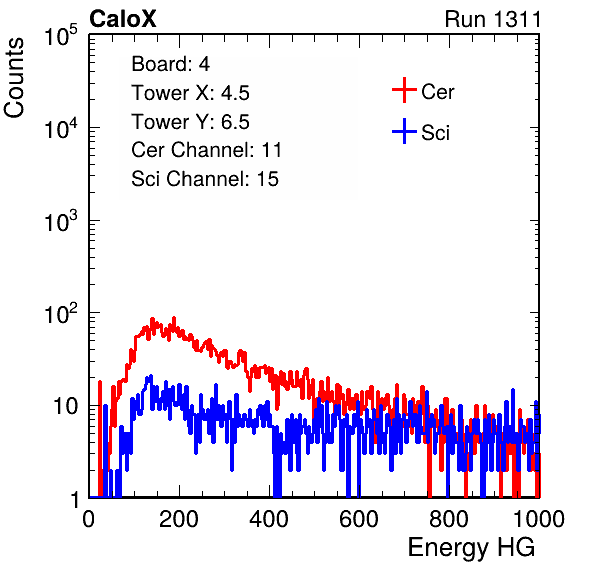 CaloX Run 1311
Counts
10^5
10^4
10^3
10^2
10
1
Board: 4
Tower X: 4.5
Tower Y: 6.5
Cer Channel: 11
Sci Channel: 15
Cer
Sci
0 200 400 600 800 1000
Energy HG